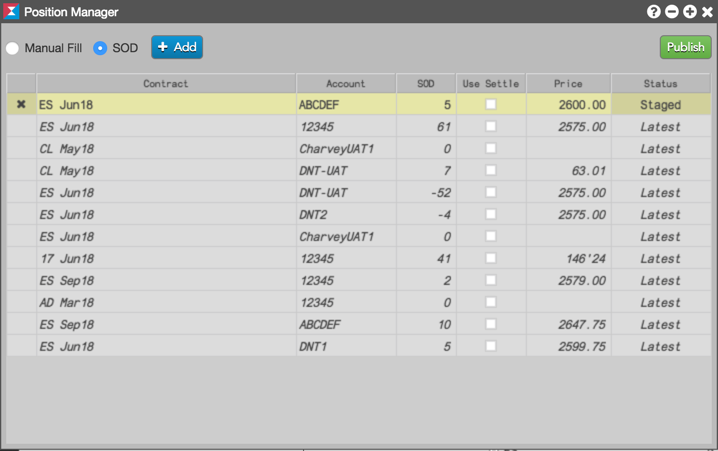 Position Manager
Manual Fill SOD + Add Publish
Contract Account SOD Use Settle Price Status
ES Jun18 ABCDEF 5 2600.00 Staged
ES Jun18 12345 61 2575.00 Latest
CL May18 CharveyUAT1 0 Latest
CL May18 DNT-UAT 7 63.01 Latest
ES Jun18 DNT-UAT -52 2575.00 Latest
ES Jun18 DNT2 -4 2575.00 Latest
ES Jun18 CharveyUAT1 0 Latest
17 Jun18 12345 41 146'24 Latest
ES Sep18 12345 2 2579.00 Latest
AD Mar18 12345 0 Latest
ES Sep18 ABCDEF 10 2647.75 Latest
ES Jun18 DNT1 5 2599.75 Latest